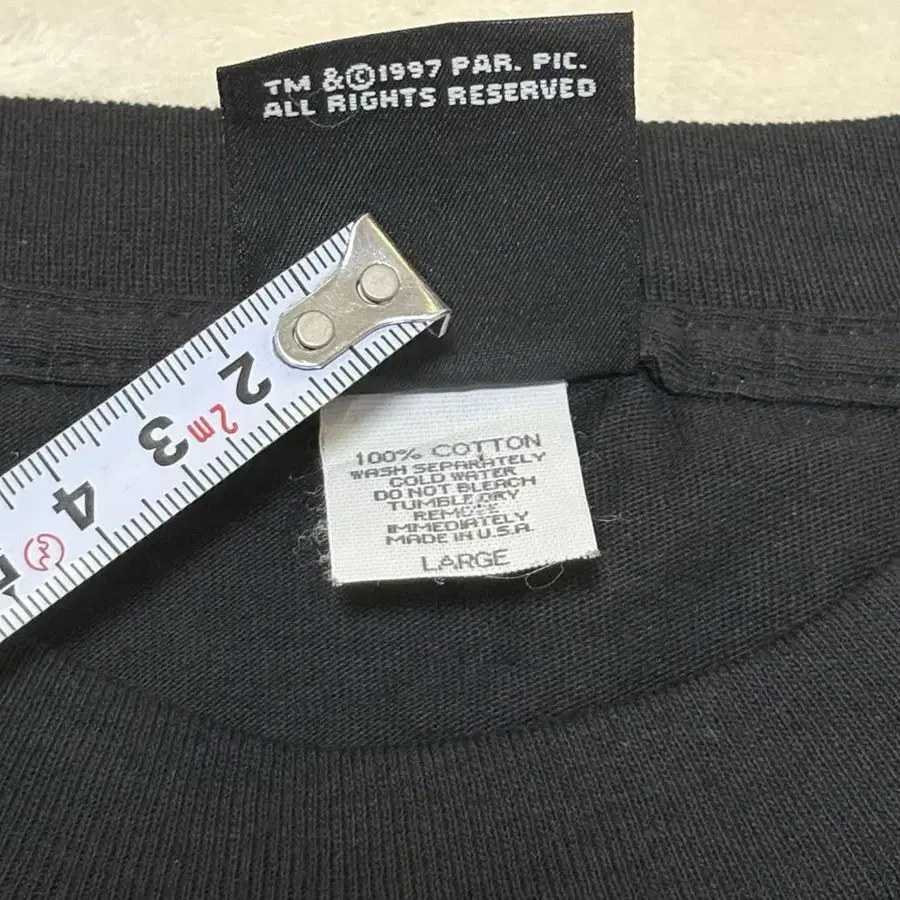 TM &©1997 PAR. PIC.
ALL RIGHTS RESERVED
100% COTTON
WASH SEPARATELY
COLD WATER
DO NOT BLEACH
TUMBLE DRY
REMOVE
IMMEDIATELY
MADE IN U.S.A.
LARGE
2
2m
3
4
5